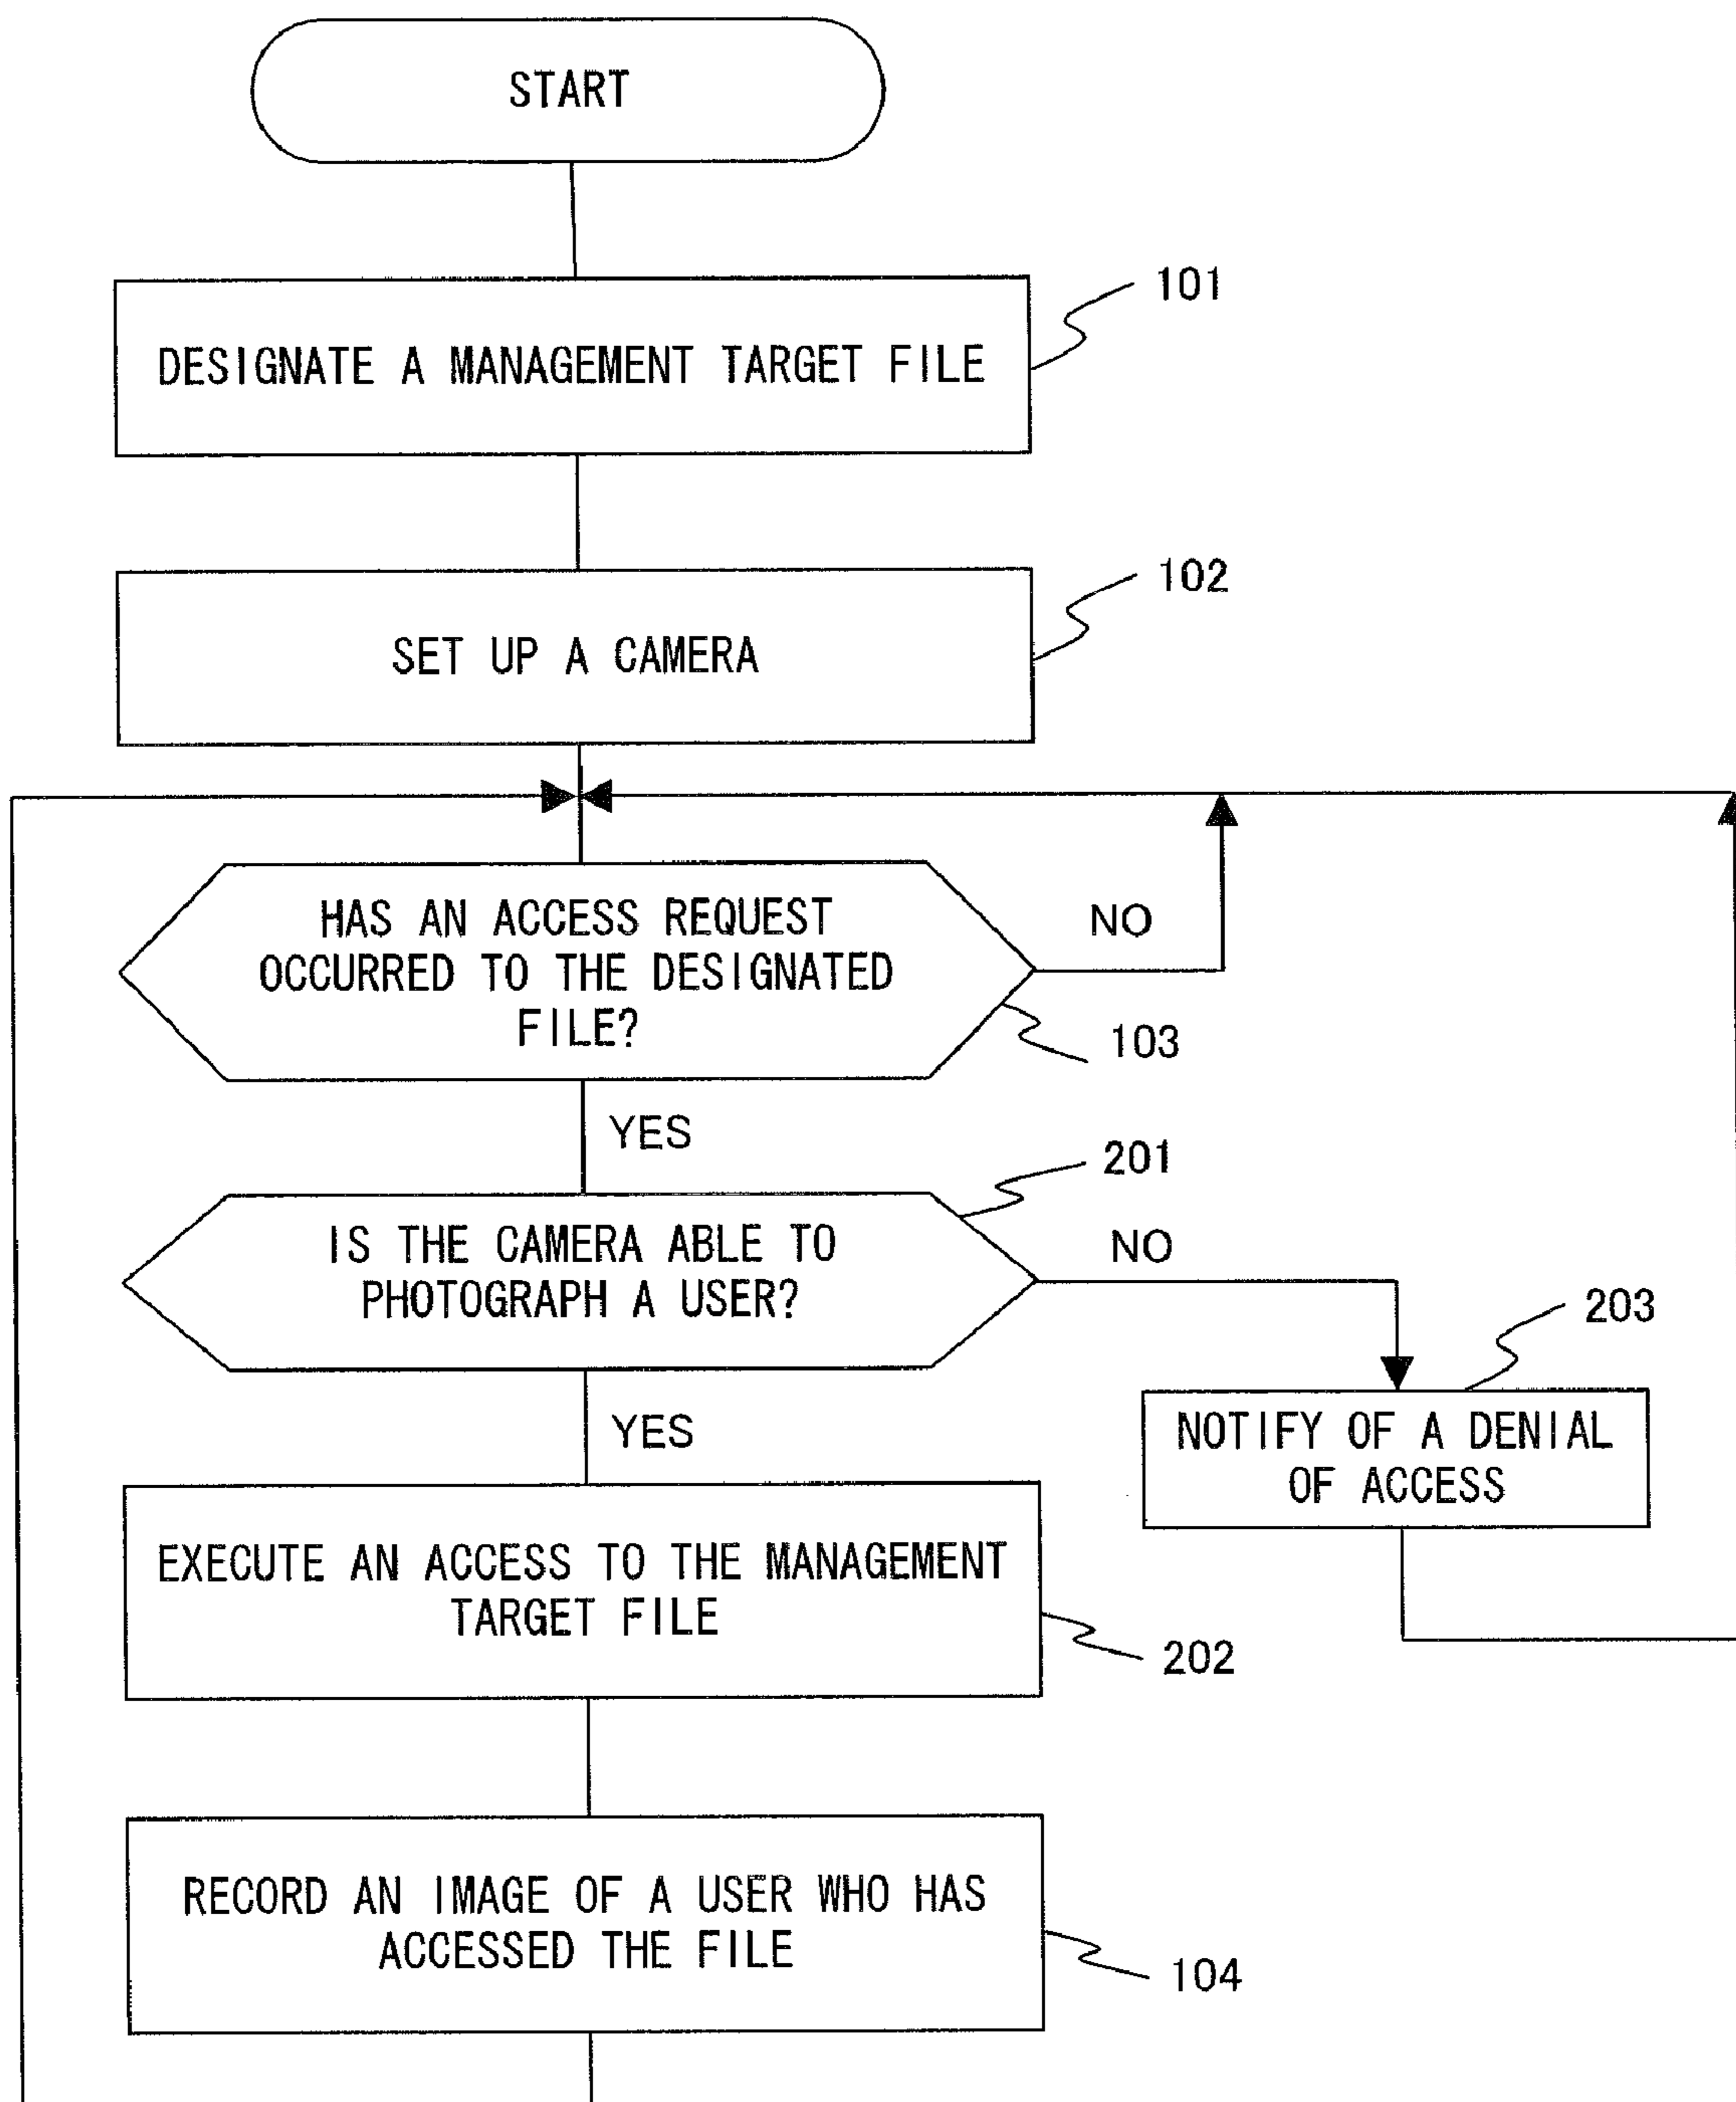 START
101
DESIGNATE A MANAGEMENT TARGET FILE
102
SET UP A CAMERA
HAS AN ACCESS REQUEST
OCCURRED TO THE DESIGNATED
FILE?
NO
103
YES
201
IS THE CAMERA ABLE TO
PHOTOGRAPH A USER?
NO
203
YES
NOTIFY OF A DENIAL
OF ACCESS
EXECUTE AN ACCESS TO THE MANAGEMENT
TARGET FILE
202
RECORD AN IMAGE OF A USER WHO HAS
ACCESSED THE FILE
104